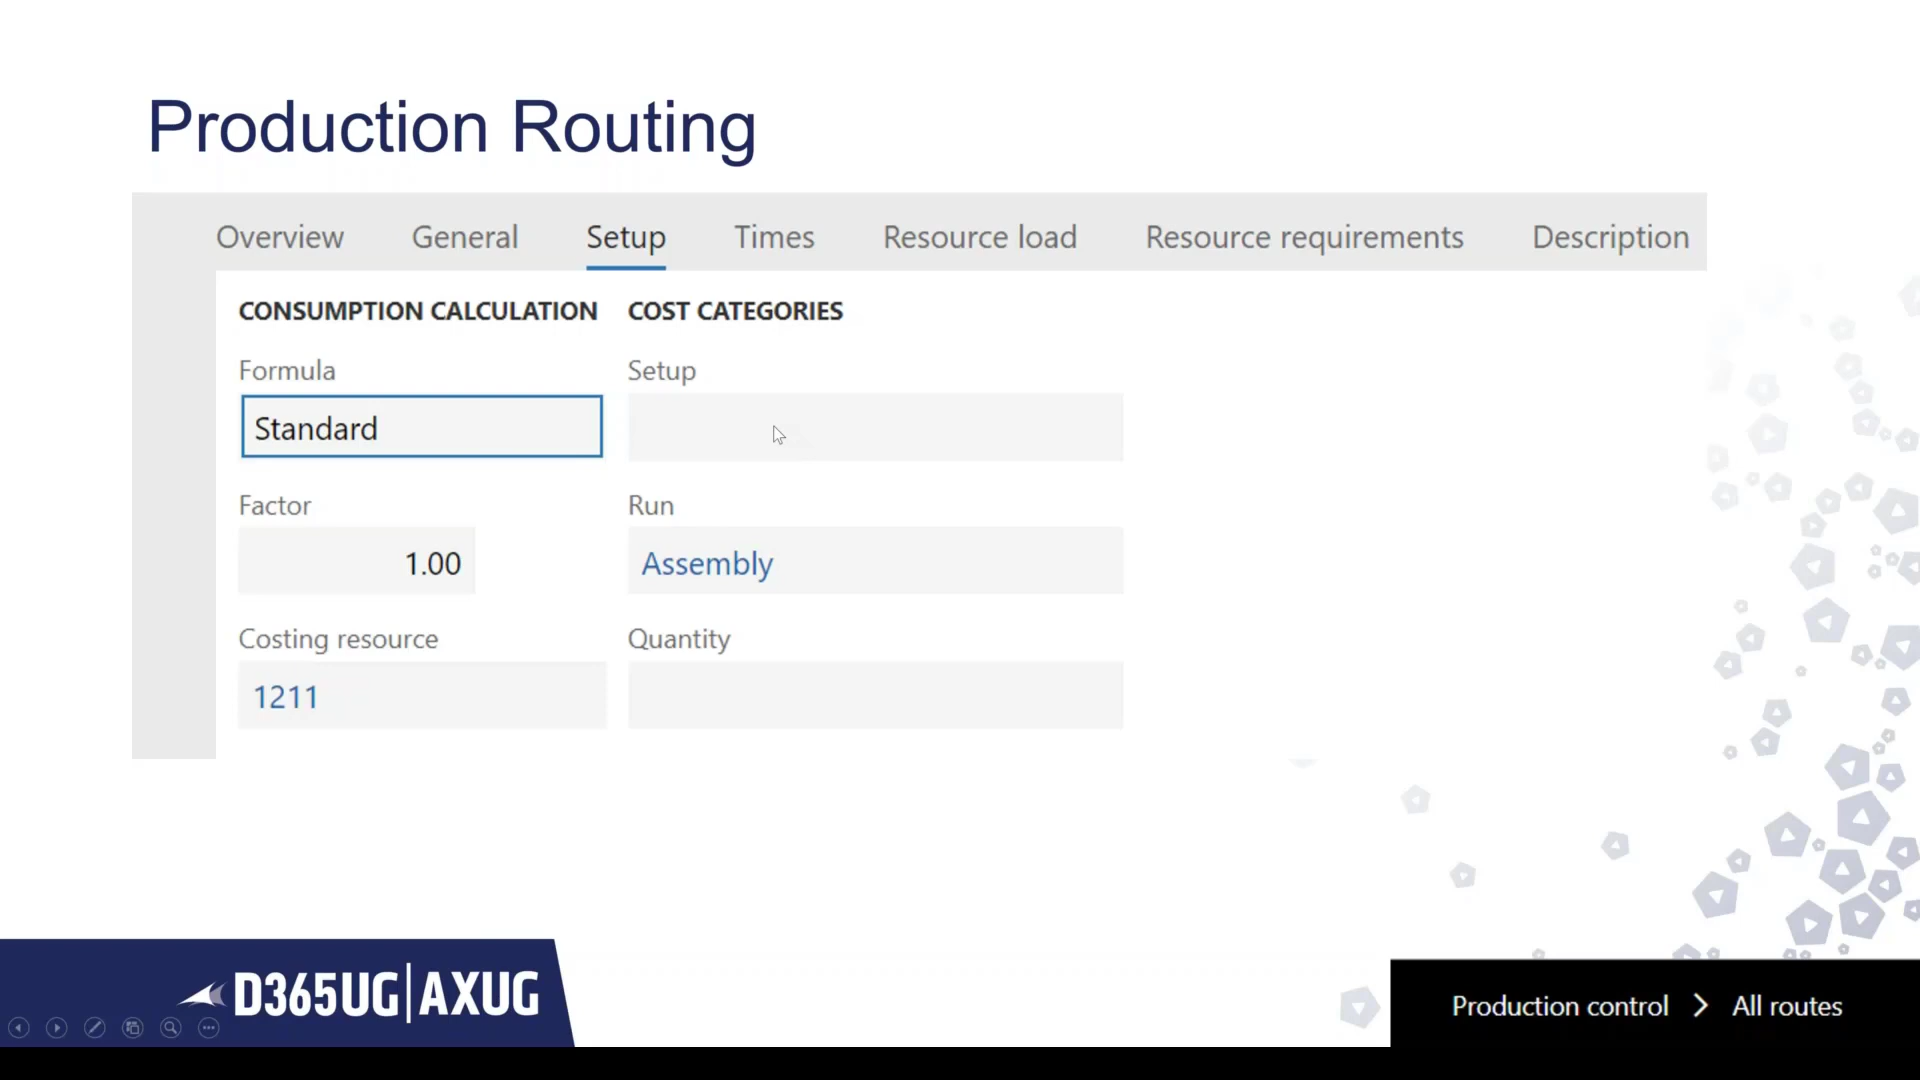 Production Routing
Overview General Setup Times Resource load Resource requirements Description
CONSUMPTION CALCULATION COST CATEGORIES
Formula Setup
Standard
Factor Run
1.00 Assembly
Costing resource Quantity
1211
D365UG|AXUG
Production control > All routes